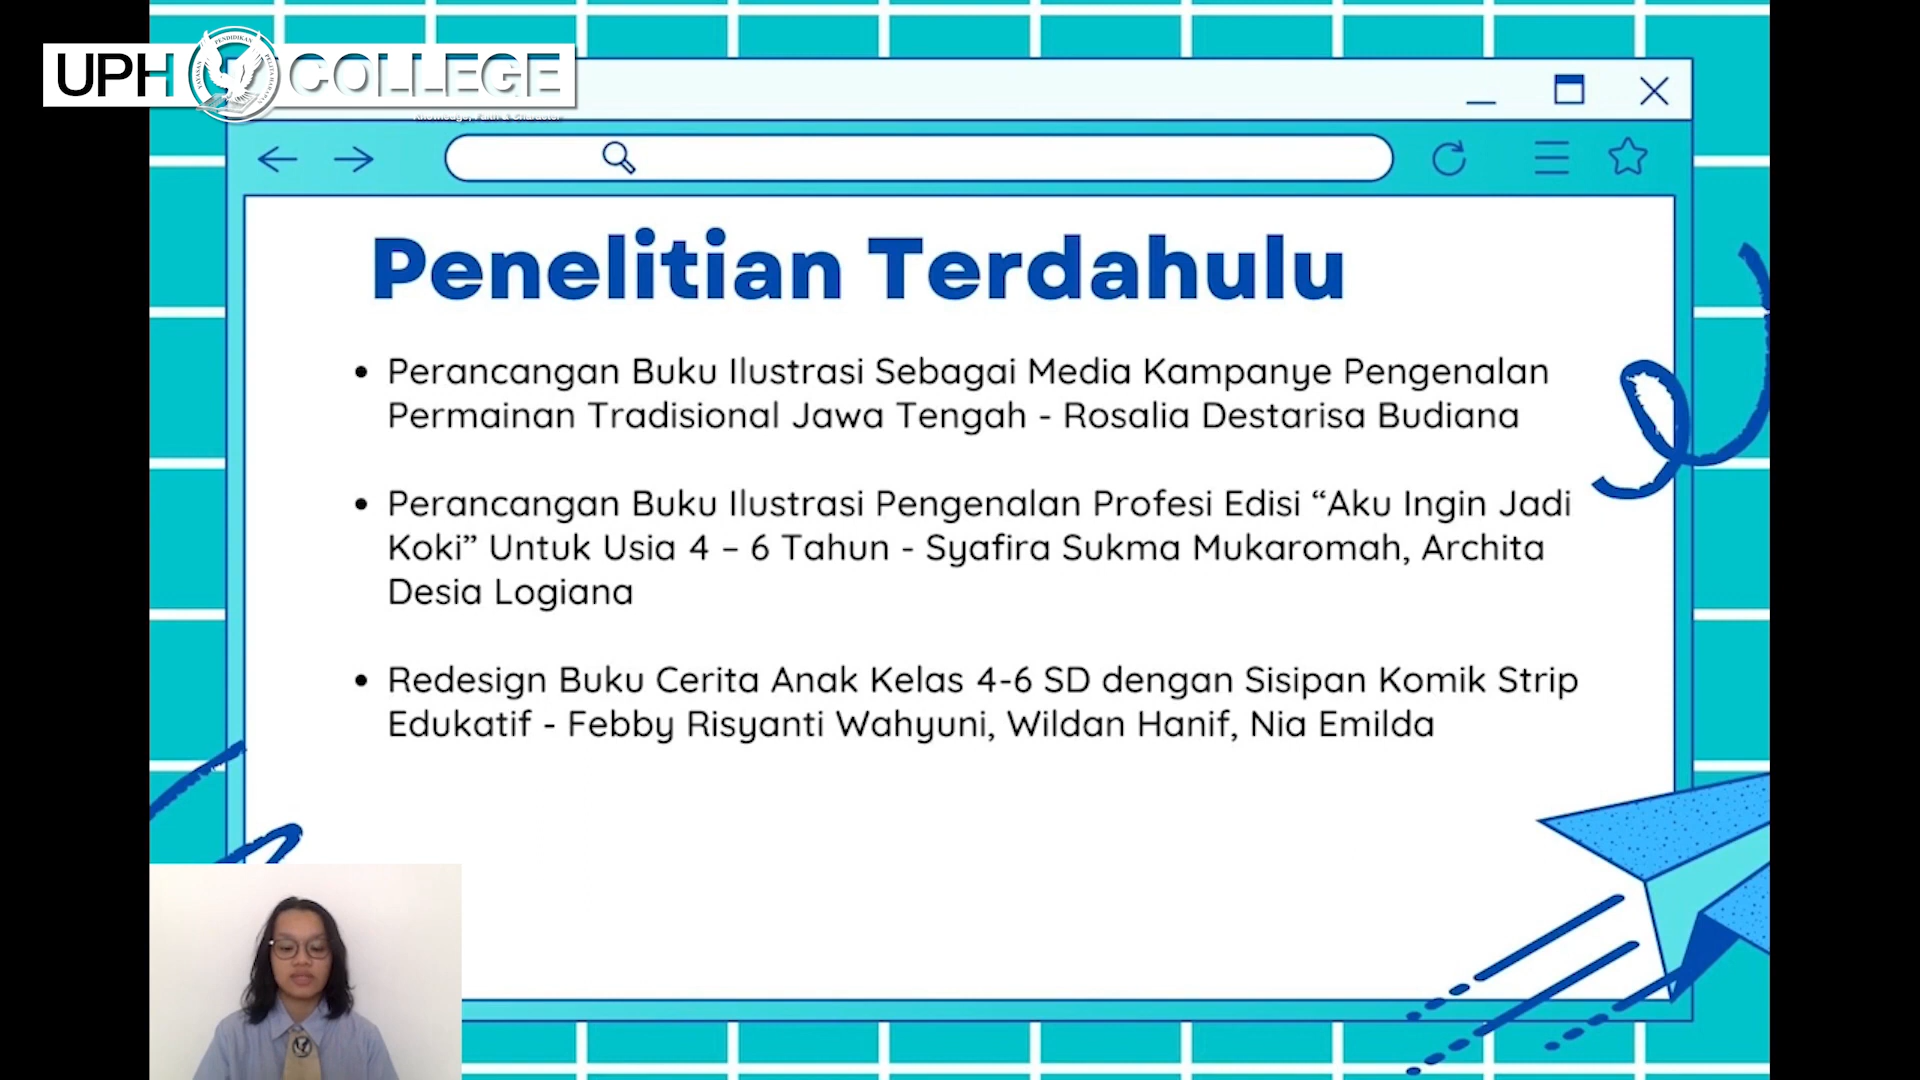 UPH COLLEGE
Knowledge, Faith & Character
Penelitian Terdahulu
• Perancangan Buku Ilustrasi Sebagai Media Kampanye Pengenalan
Permainan Tradisional Jawa Tengah - Rosalia Destarisa Budiana
• Perancangan Buku Ilustrasi Pengenalan Profesi Edisi “Aku Ingin Jadi
Koki” Untuk Usia 4 – 6 Tahun - Syafira Sukma Mukaromah, Archita
Desia Logiana
• Redesign Buku Cerita Anak Kelas 4-6 SD dengan Sisipan Komik Strip
Edukatif - Febby Risyanti Wahyuni, Wildan Hanif, Nia Emilda